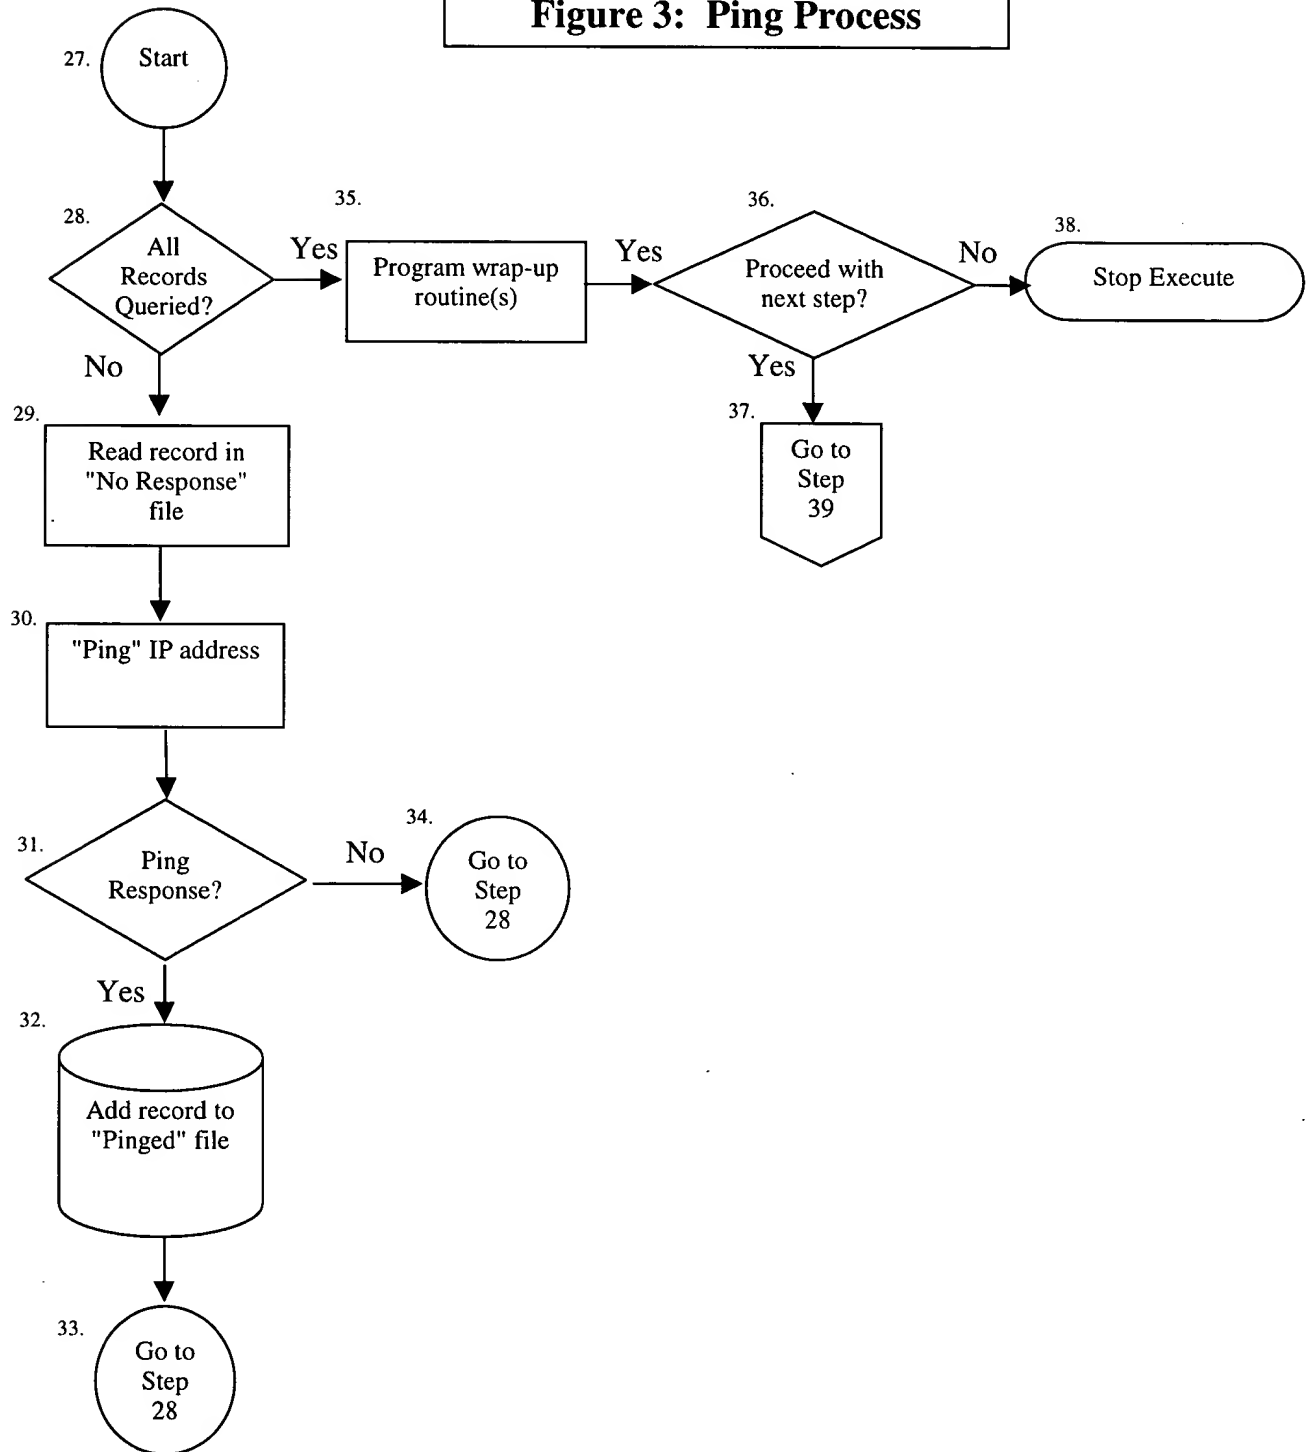 Figure 3: Ping Process
27.
Start
28.
All
Records
Queried?
Yes
35.
Program wrap-up
routine(s)
Yes
36.
Proceed with
next step?
No
38.
Stop Execute
Yes
37.
Go to
Step
39
No
29.
Read record in
"No Response"
file
30.
"Ping" IP address
31.
Ping
Response?
No
34.
Go to
Step
28
Yes
32.
Add record to
"Pinged" file
33.
Go to
Step
28